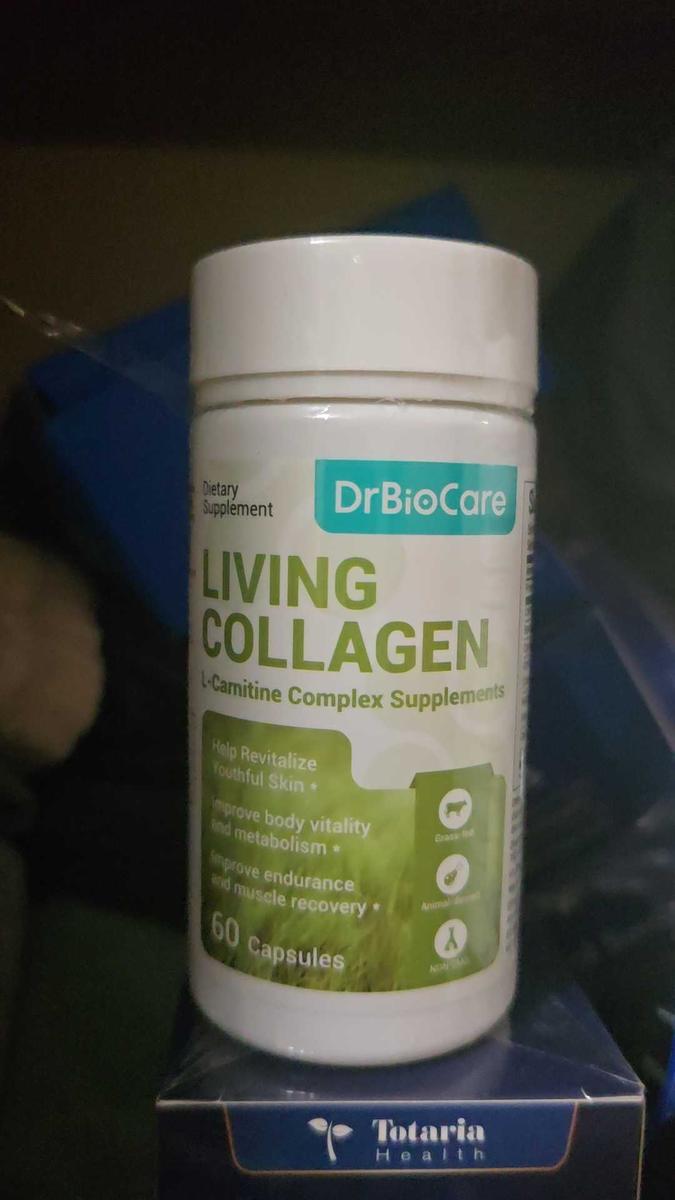 Dietary
Supplement
DrBioCare
LIVING
COLLAGEN
L-Carnitine Complex Supplements
Help Revitalize
Youthful Skin *
Improve body vitality
and metabolism *
Improve endurance
and muscle recovery *
60 Capsules
Grass-fed
Totaria
Health